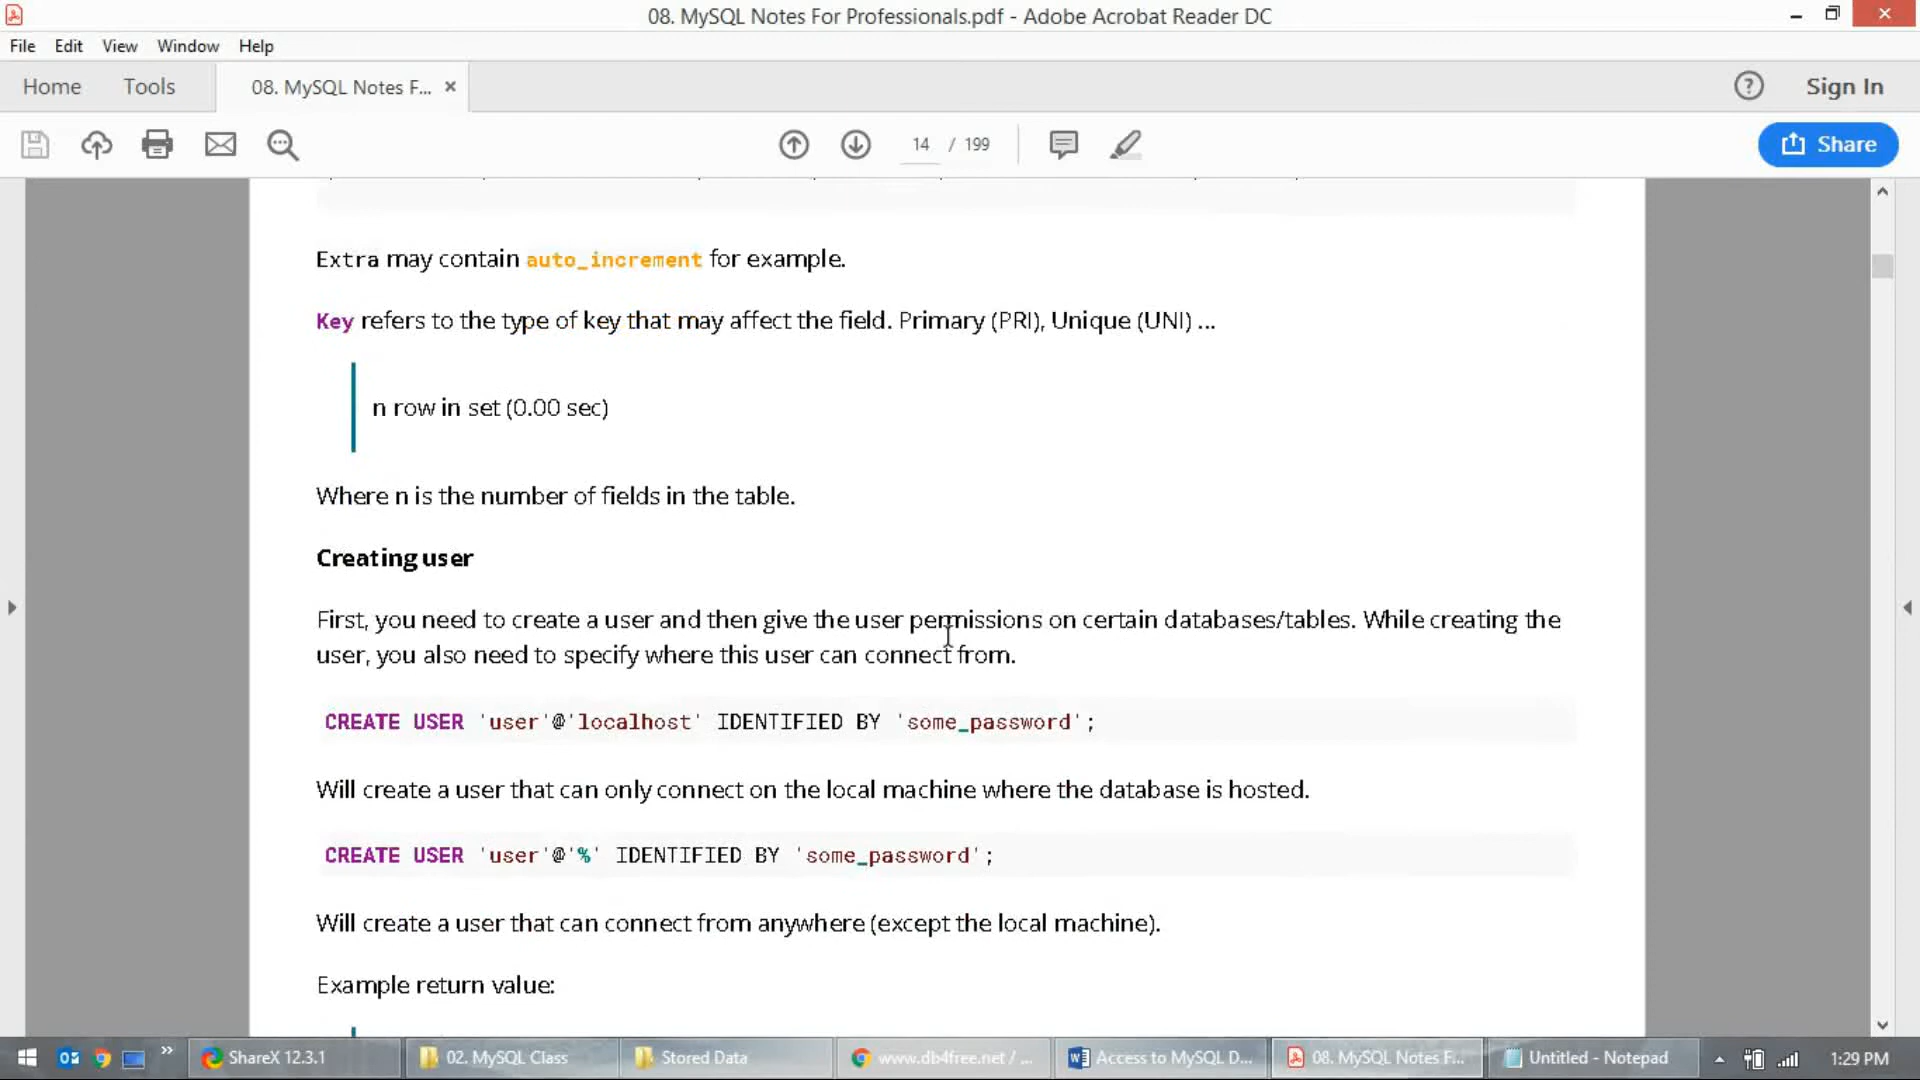 08. MySQL Notes For Professionals.pdf - Adobe Acrobat Reader DC
File Edit View Window Help
Home Tools 08. MySQL Notes F... × ? Sign In
14 / 199 Share
Extra may contain auto_increment for example.
Key refers to the type of key that may affect the field. Primary (PRI), Unique (UNI) ...
n row in set (0.00 sec)
Where n is the number of fields in the table.
Creating user
First, you need to create a user and then give the user permissions on certain databases/tables. While creating the
user, you also need to specify where this user can connect from.
CREATE USER 'user'@'localhost' IDENTIFIED BY 'some_password';
Will create a user that can only connect on the local machine where the database is hosted.
CREATE USER 'user'@'%' IDENTIFIED BY 'some_password';
Will create a user that can connect from anywhere (except the local machine).
Example return value:
» ShareX 12.3.1 02. MySQL Class Stored Data www.db4free.net / ... Access to MySQL D... 08. MySQL Notes F... Untitled - Notepad 1:29 PM